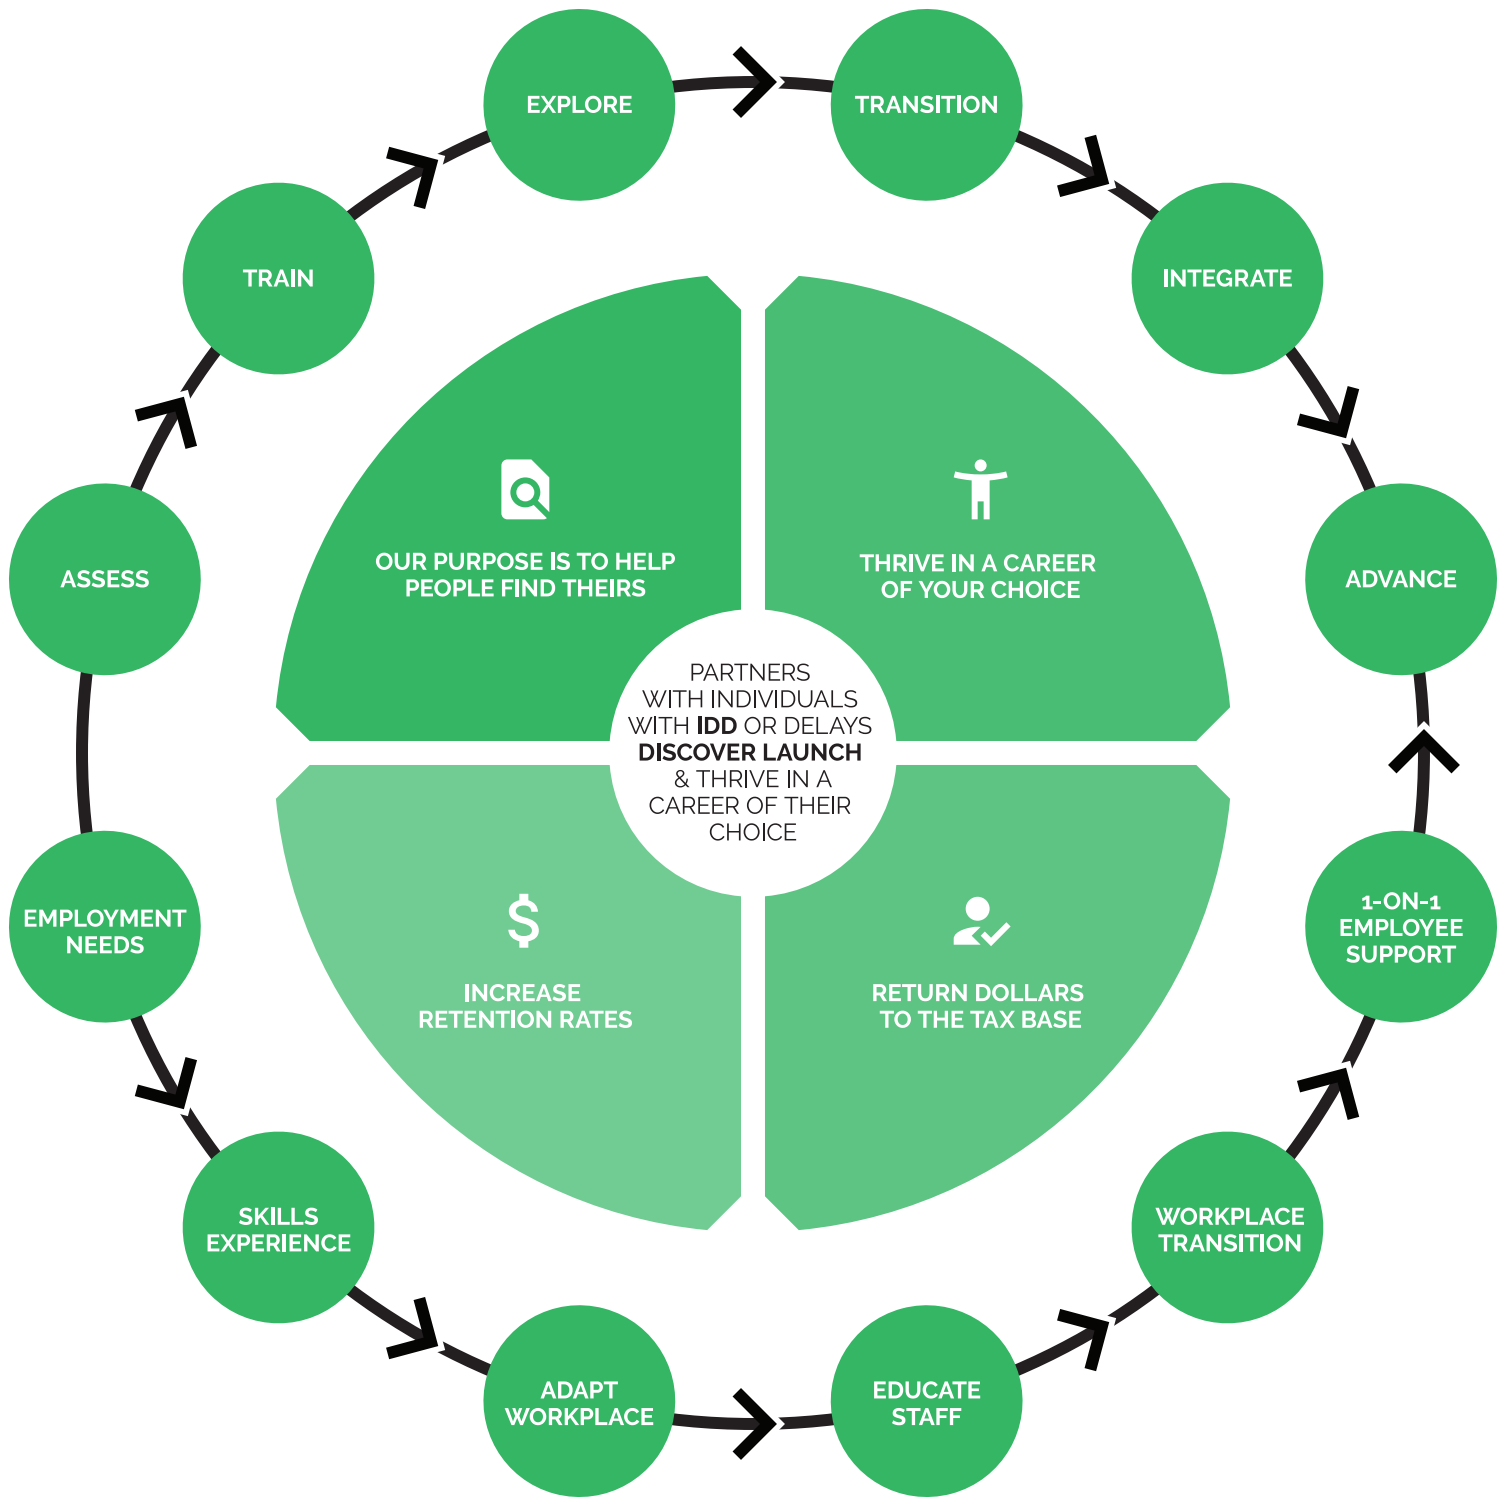 EXPLORE
TRANSITION
TRAIN
INTEGRATE
ASSESS
ADVANCE
OUR PURPOSE IS TO HELP
PEOPLE FIND THEIRS
THRIVE IN A CAREER
OF YOUR CHOICE
PARTNERS
WITH INDIVIDUALS
WITH IDD OR DELAYS
DISCOVER LAUNCH
& THRIVE IN A
CAREER OF THEIR
CHOICE
$
INCREASE
RETENTION RATES
RETURN DOLLARS
TO THE TAX BASE
EMPLOYMENT
NEEDS
1-ON-1
EMPLOYEE
SUPPORT
SKILLS
EXPERIENCE
WORKPLACE
TRANSITION
ADAPT
WORKPLACE
EDUCATE
STAFF